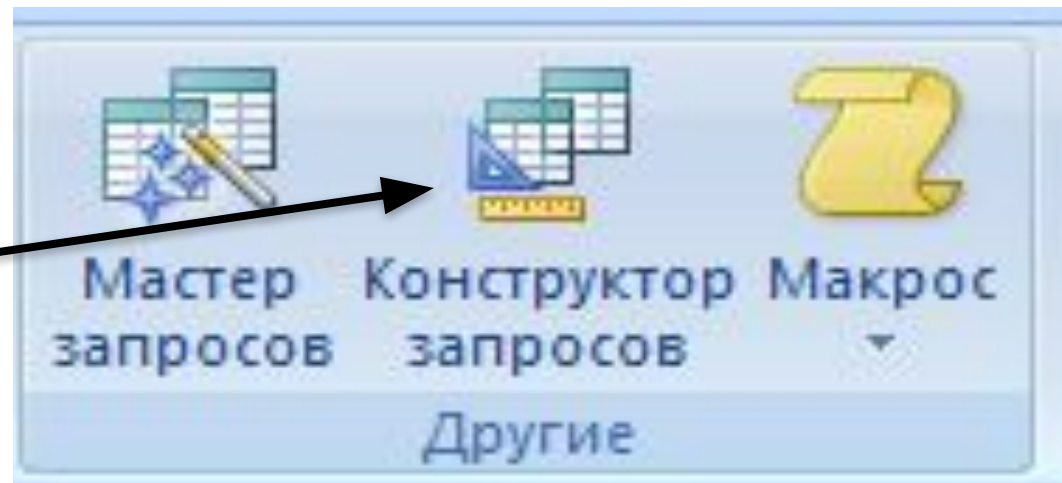 Мастер запросов
Конструктор запросов
Макрос
Другие